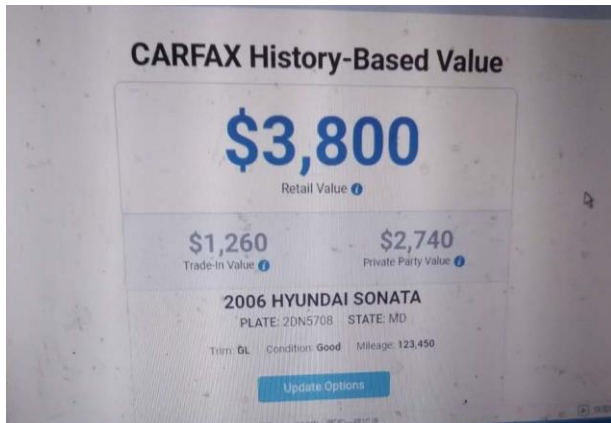 CARFAX History-Based Value
$3,800
Retail Value
$1,260 $2,740
Trade-In Value Private Party Value
2006 HYUNDAI SONATA
PLATE: 2DN5708 STATE: MD
Trim: GL Condition: Good Mileage: 123,450
Update Options